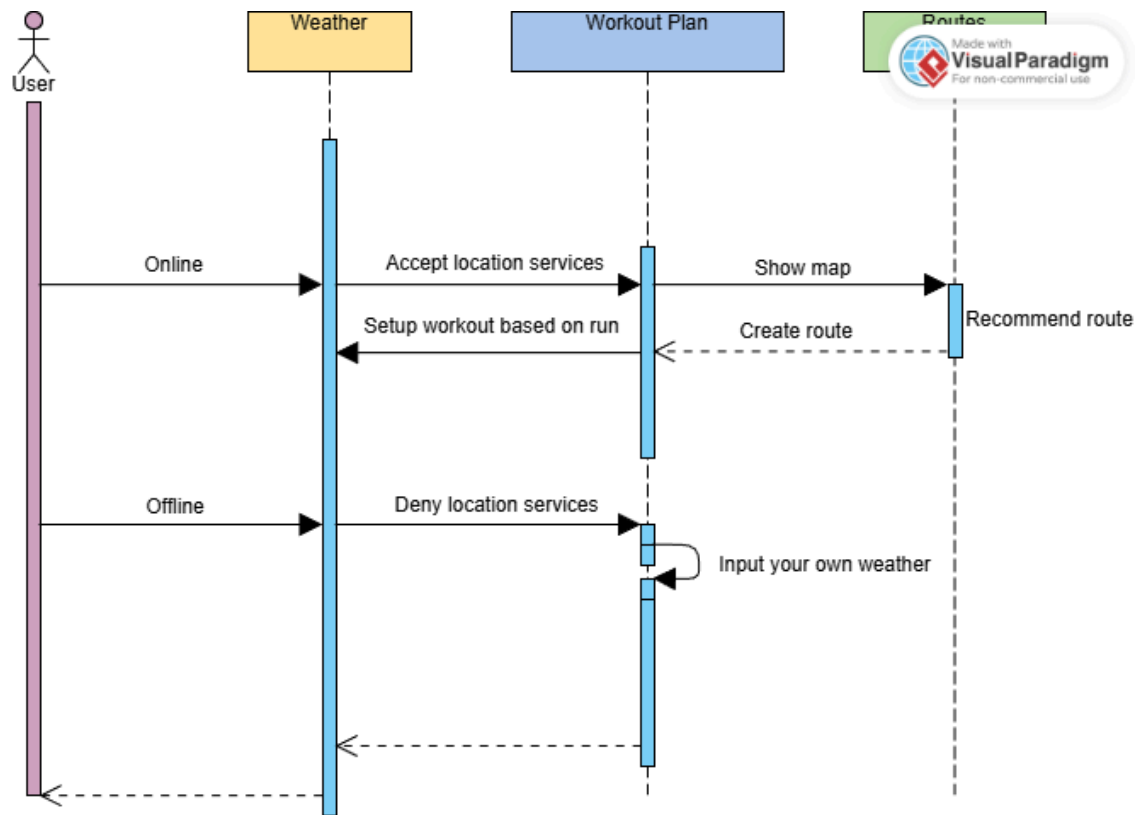 Weather
Workout Plan
Routes
Made with
Visual Paradigm
For non-commercial use
User
Online
Accept location services
Show map
Setup workout based on run
Create route
Recommend route
Offline
Deny location services
Input your own weather